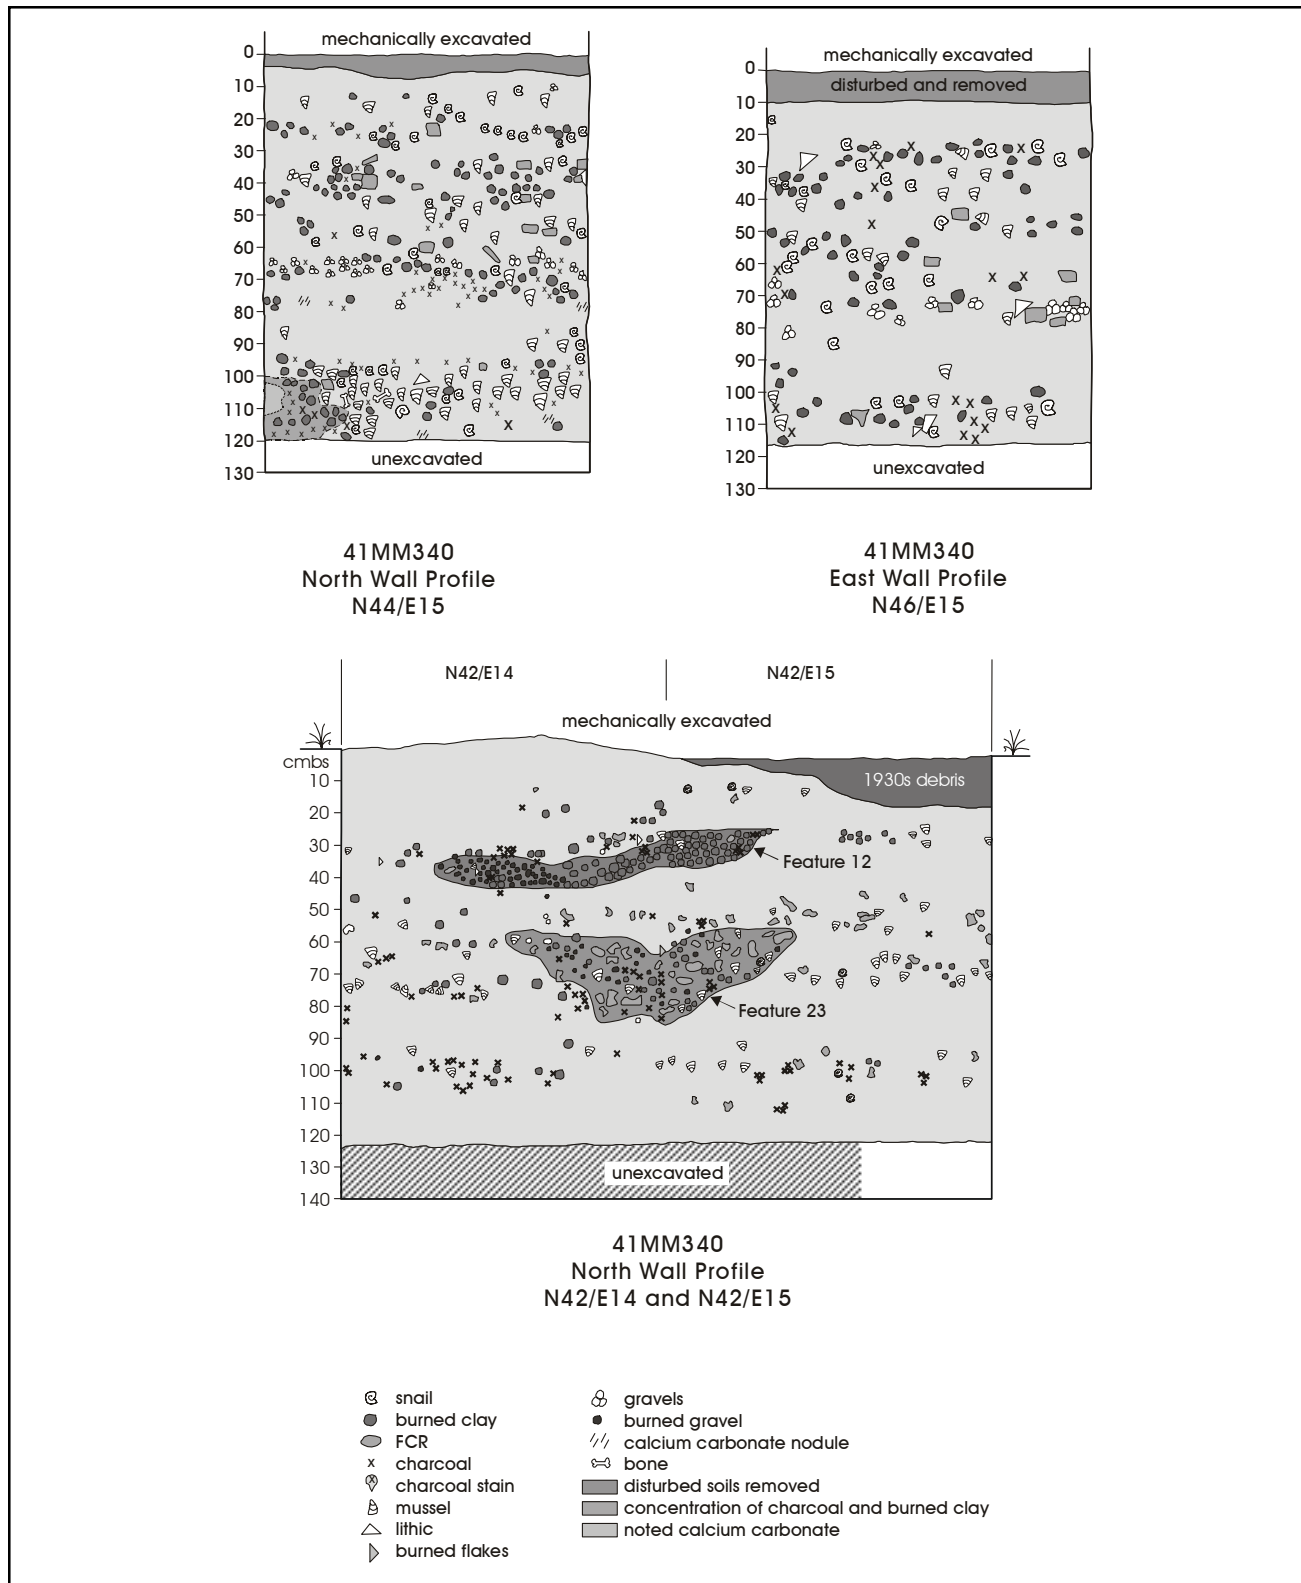 mechanically excavated
0
10
20
30
40
50
60
70
80
90
100
110
120
130
unexcavated
41MM340
North Wall Profile
N44/E15
mechanically excavated
disturbed and removed
0
10
20
30
40
50
60
70
80
90
100
110
120
130
unexcavated
41MM340
East Wall Profile
N46/E15
N42/E14
N42/E15
mechanically excavated
cmbs
1930s debris
10
20
30
40
50
60
70
80
90
100
110
120
130
140
Feature 12
Feature 23
unexcavated
41MM340
North Wall Profile
N42/E14 and N42/E15
snail
burned clay
FCR
x charcoal
charcoal stain
mussel
lithic
burned flakes
gravels
burned gravel
calcium carbonate nodule
bone
disturbed soils removed
concentration of charcoal and burned clay
noted calcium carbonate